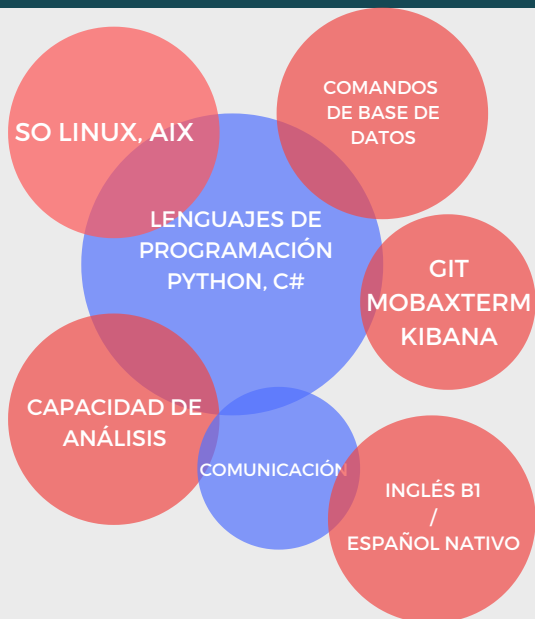 SO LINUX, AIX
COMANDOS
DE BASE DE
DATOS
LENGUAJES DE
PROGRAMACIÓN
PYTHON, C#
GIT
MOBAXTERM
KIBANA
CAPACIDAD DE
ANÁLISIS
COMUNICACIÓN
INGLÉS B1
/
ESPAÑOL NATIVO